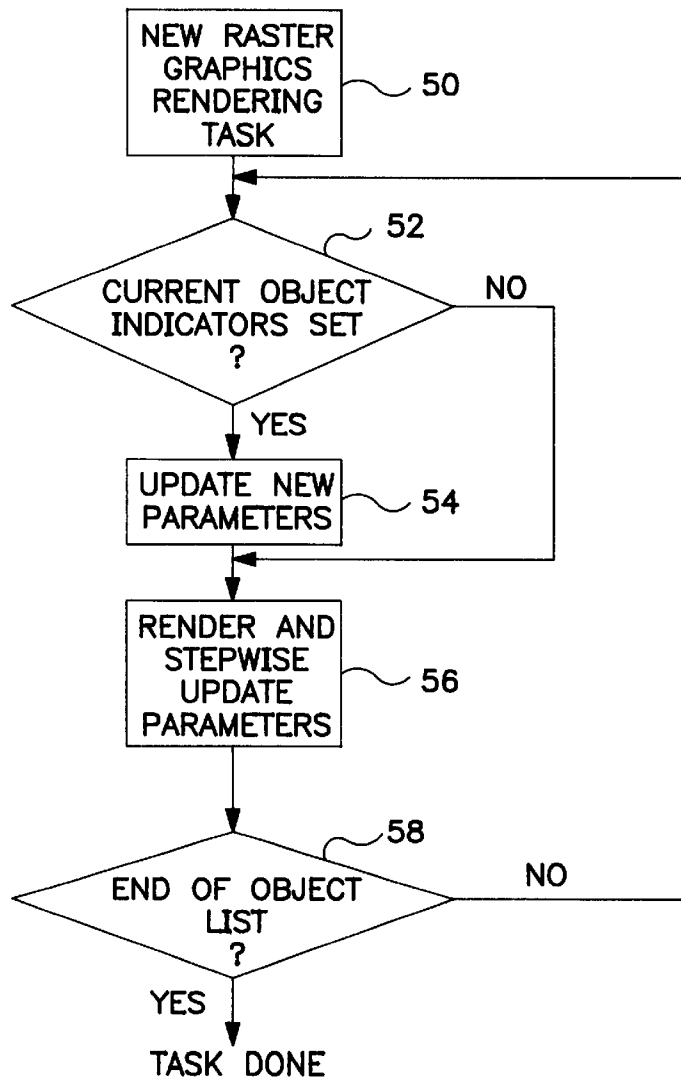 NEW RASTER
GRAPHICS
RENDERING
TASK
50
52
CURRENT OBJECT
INDICATORS SET
?
NO
YES
UPDATE NEW
PARAMETERS
54
RENDER AND
STEPWISE
UPDATE
PARAMETERS
56
58
END OF OBJECT
LIST
?
NO
YES
TASK DONE